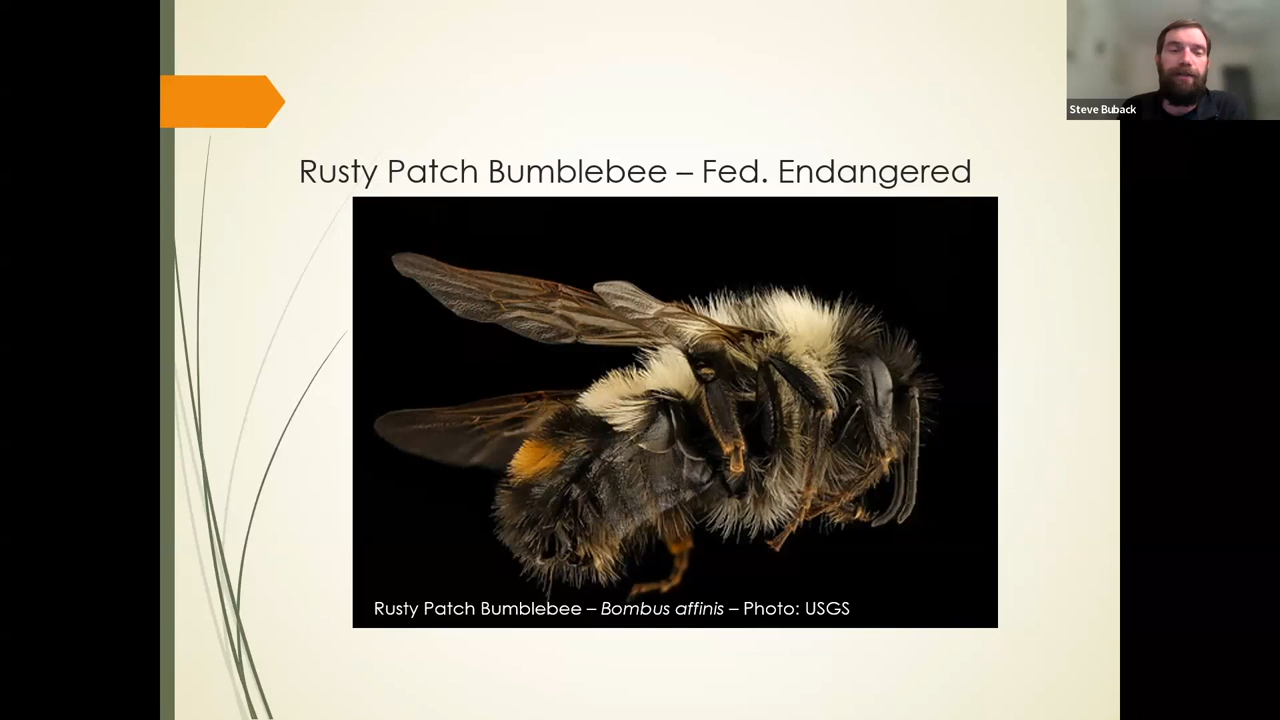 Steve Buback
Rusty Patch Bumblebee – Fed. Endangered
Rusty Patch Bumblebee – Bombus affinis – Photo: USGS